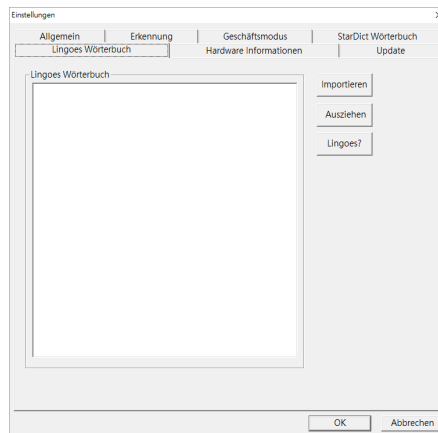 Einstellungen
Allgemein Erkennung Geschäftsmodus StarDict Wörterbuch
Lingoes Wörterbuch Hardware Informationen Update
Lingoes Wörterbuch
Importieren
Ausziehen
Lingoes?
OK Abbrechen